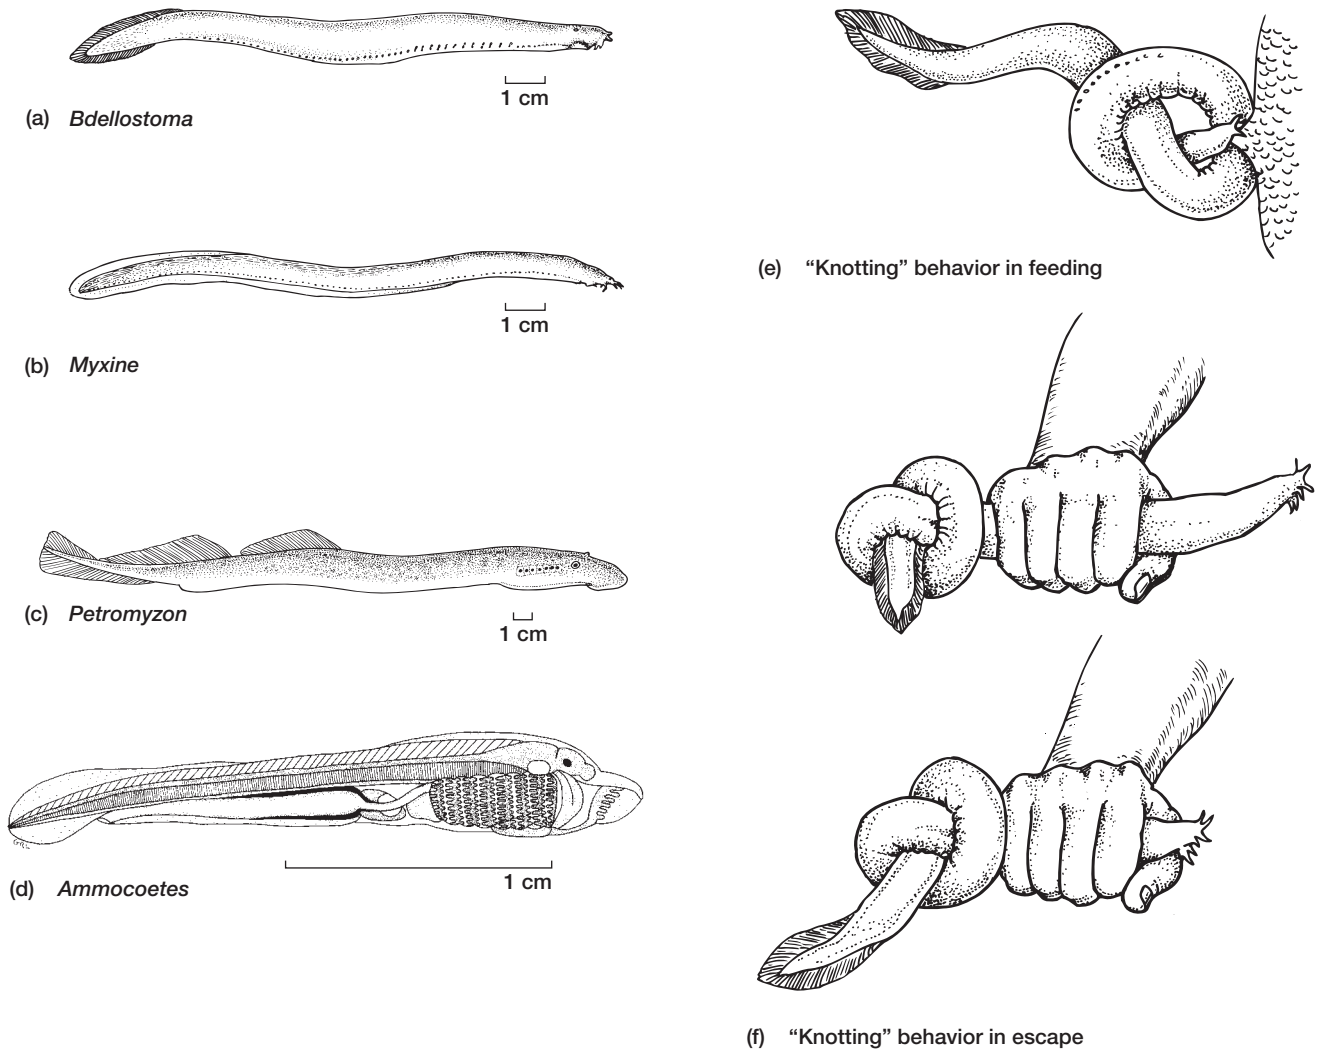 1 cm
(a) Bdellostoma
1 cm
(b) Myxine
1 cm
(c) Petromyzon
1 cm
(d) Ammocoetes
(e) “Knotting” behavior in feeding
(f) “Knotting” behavior in escape